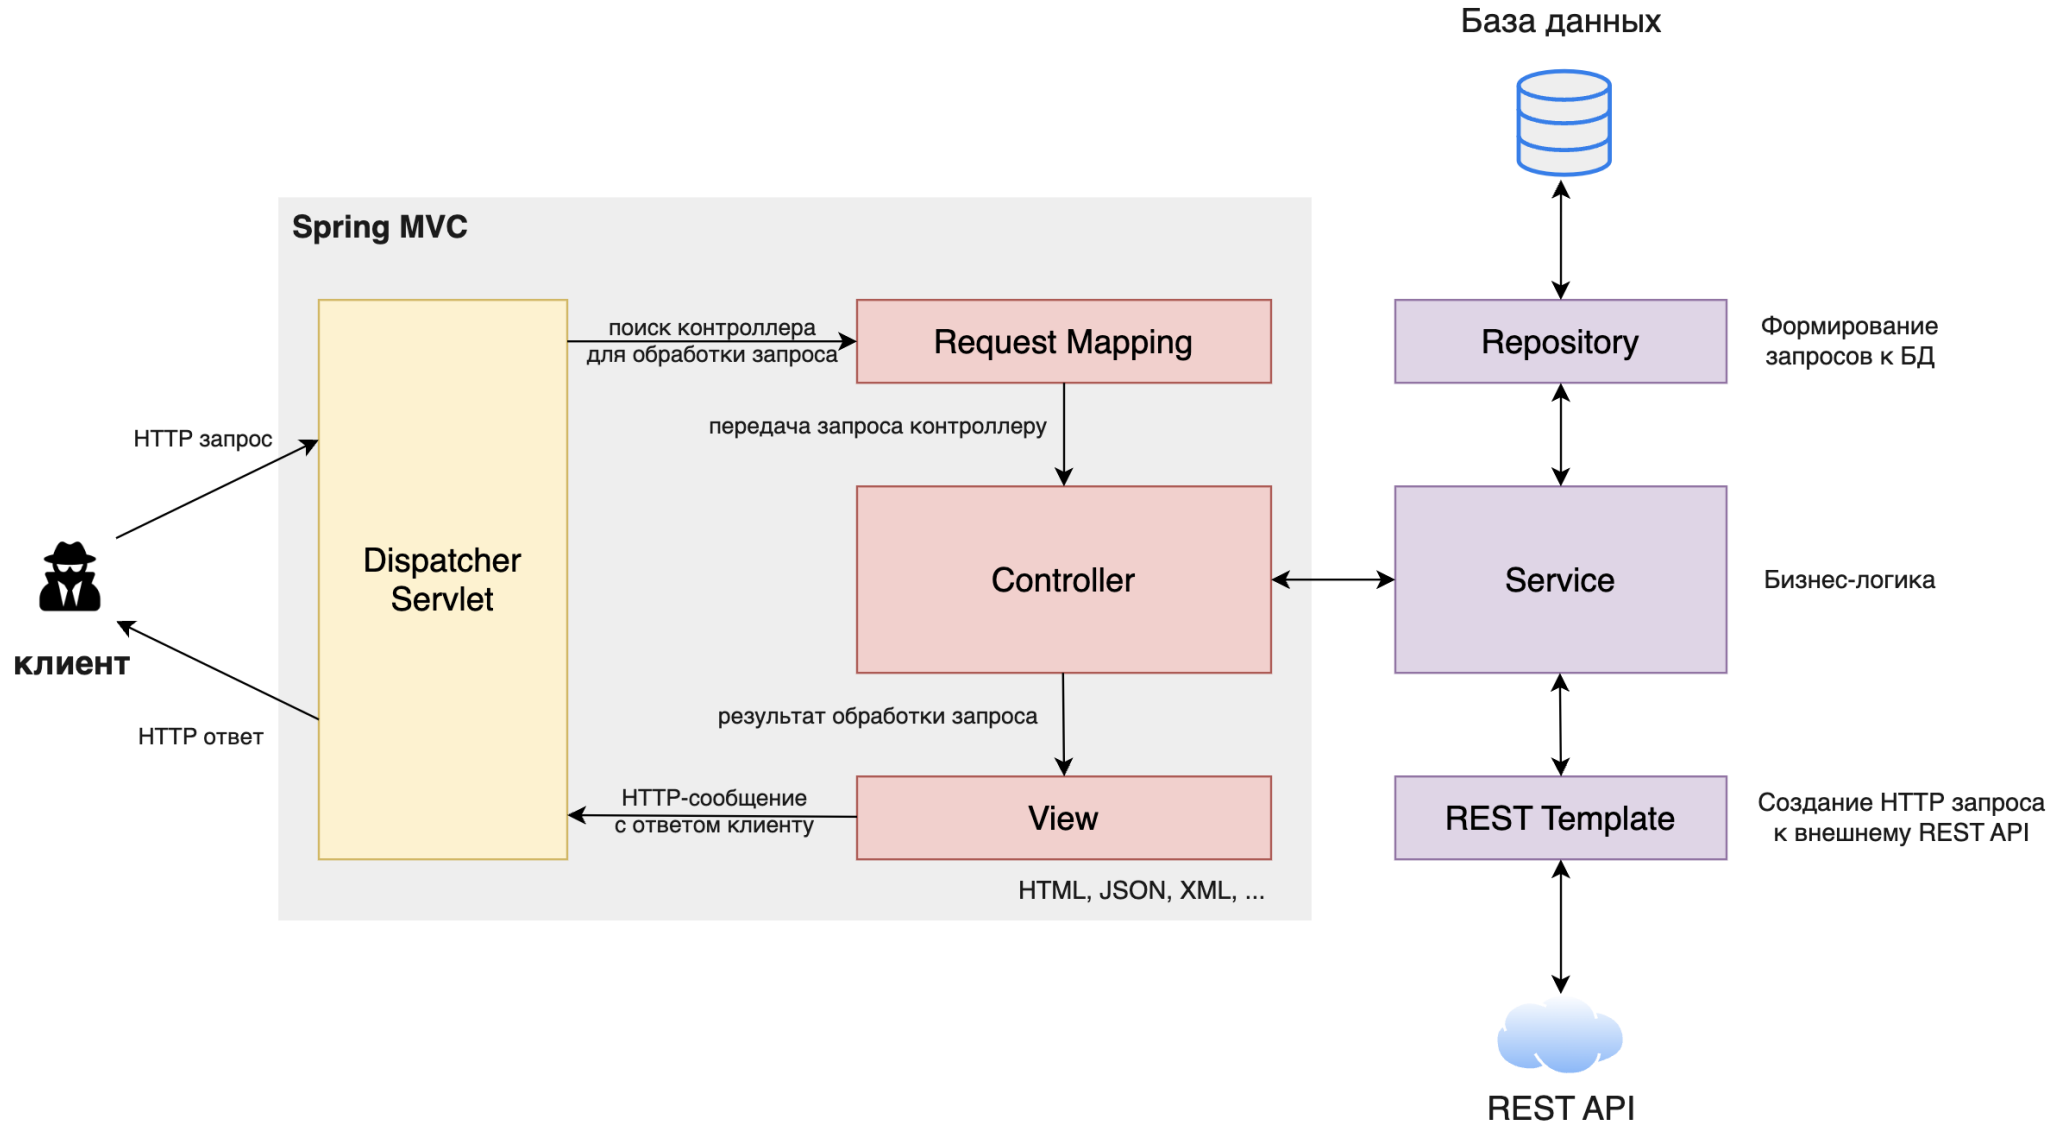 База данных
Spring MVC
поиск контроллера
для обработки запроса
Request Mapping
Repository
Формирование
запросов к БД
HTTP запрос
передача запроса контроллеру
Dispatcher
Servlet
Controller
Service
Бизнес-логика
клиент
HTTP ответ
результат обработки запроса
HTTP-сообщение
с ответом клиенту
View
REST Template
Создание HTTP запроса
к внешнему REST API
HTML, JSON, XML, ...
REST API